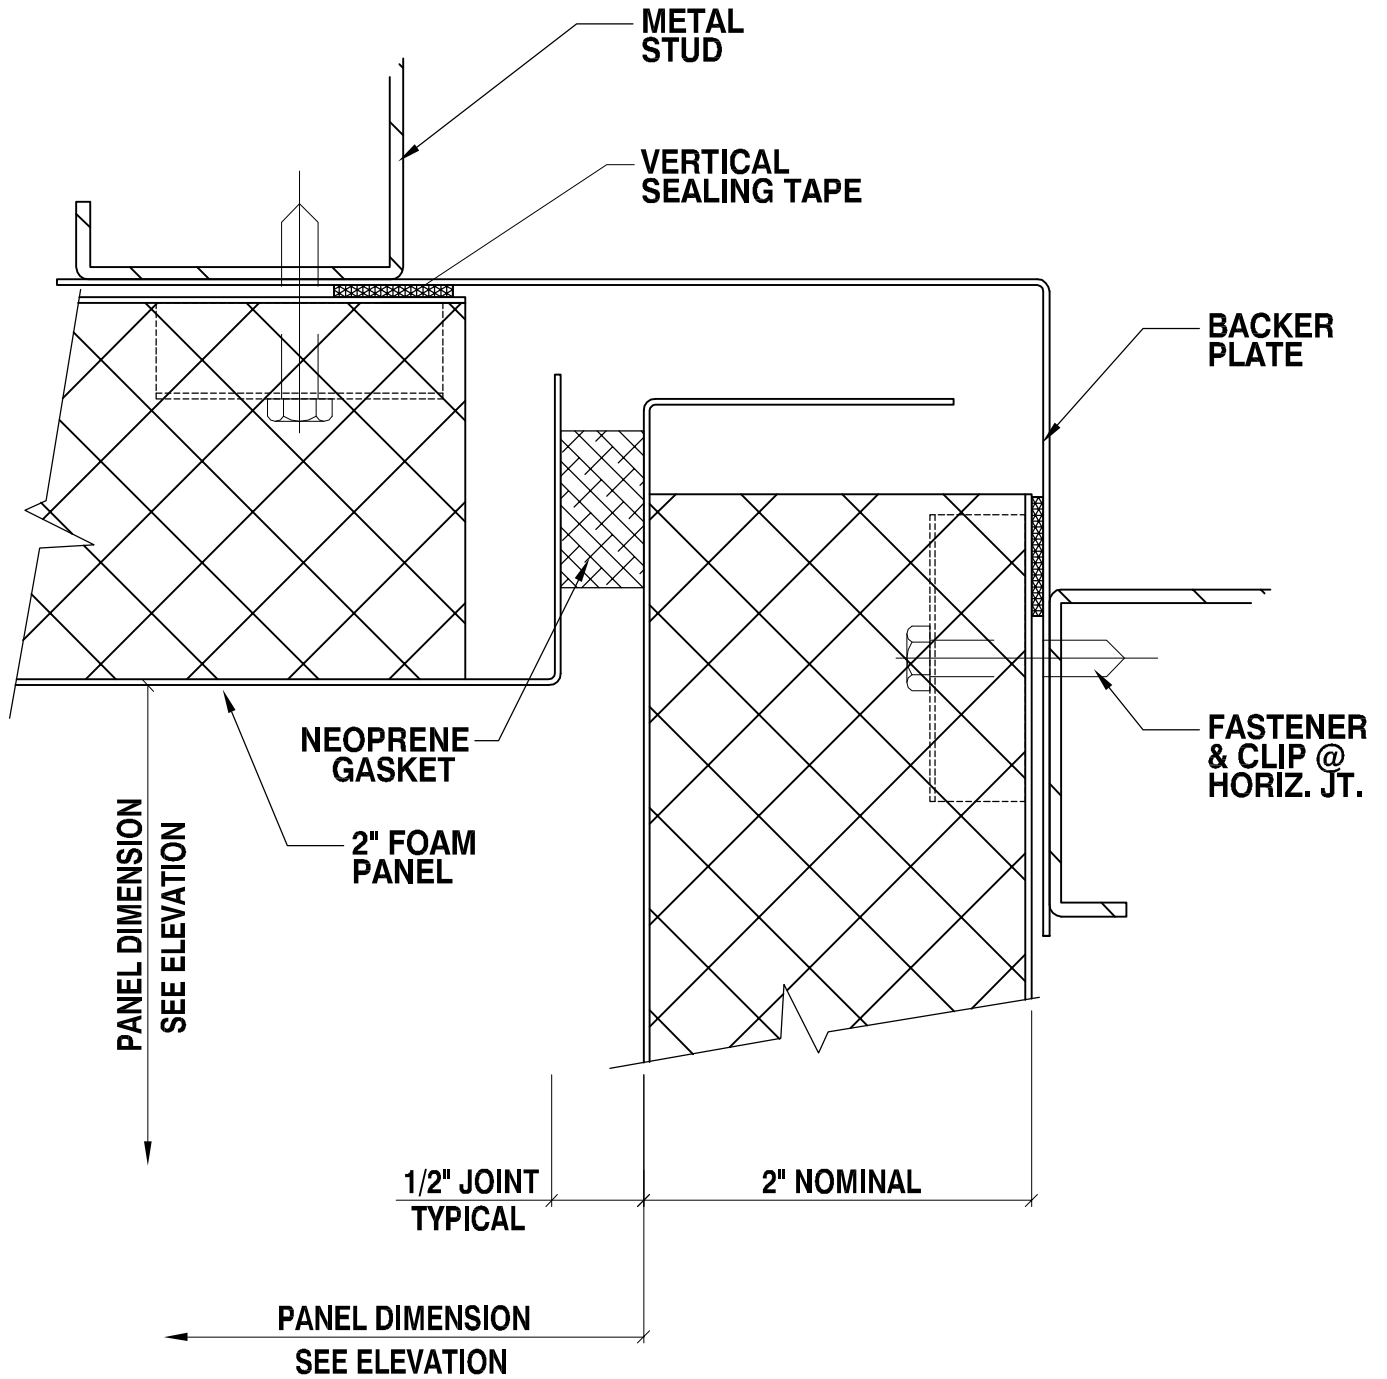 METAL
STUD
VERTICAL
SEALING TAPE
BACKER
PLATE
NEOPRENE
GASKET
FASTENER
& CLIP @
HORIZ. JT.
2" FOAM
PANEL
PANEL DIMENSION
SEE ELEVATION
1/2" JOINT
TYPICAL
2" NOMINAL
PANEL DIMENSION
SEE ELEVATION